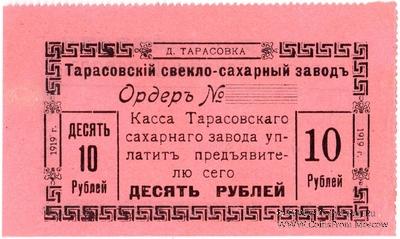 Д. ТАРАСОВКА
Тарасовскій свекло-сахарный заводъ
Ордеръ №
1919 г.
ДЕСЯТЬ
10
Рублей
Касса Тарасовскаго
сахарнаго завода уп-
латитъ предъявите-
лю сего
ДЕСЯТЬ РУБЛЕЙ
10
Рублей
1919 г.